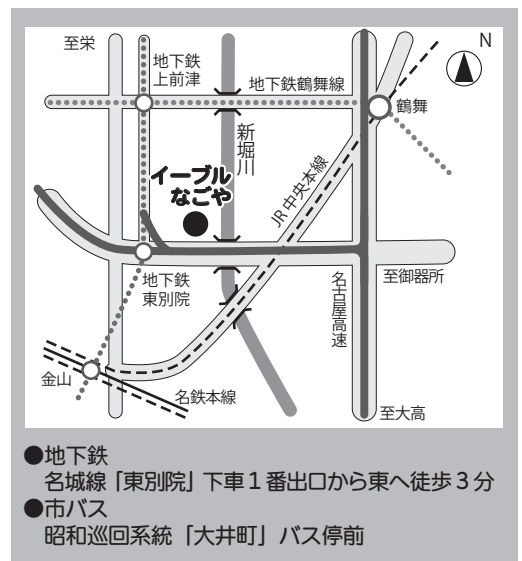 至栄
N
地下鉄
上前津
地下鉄鶴舞線
鶴舞
新堀川
イーブル
なごや
JR中央本線
地下鉄
東別院
名古屋高速
至御器所
金山
名鉄本線
至大高
●地下鉄
名城線「東別院」下車1番出口から東へ徒歩3分
●市バス
昭和巡回系統「大井町」バス停前